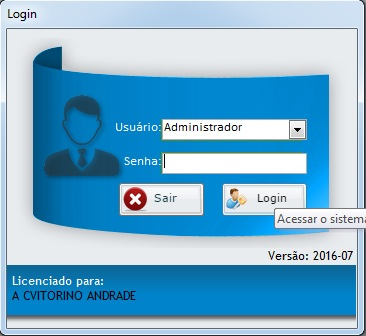 Login
Usuário: Administrador
Senha:
Sair Login
Acessar o sistema
Versão: 2016-07
Licenciado para:
A CVITORINO ANDRADE